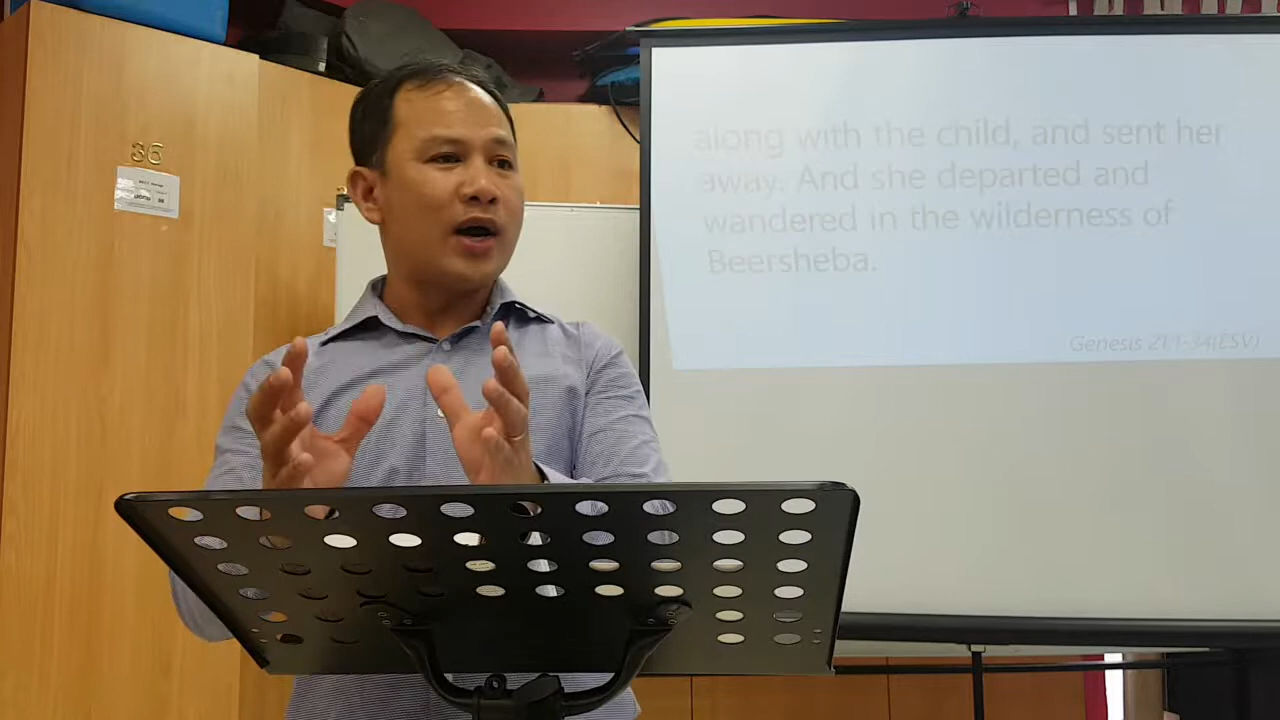 36
along with the child, and sent her
away. And she departed and
wandered in the wilderness of
Beersheba.
Genesis 21:1-34(ESV)